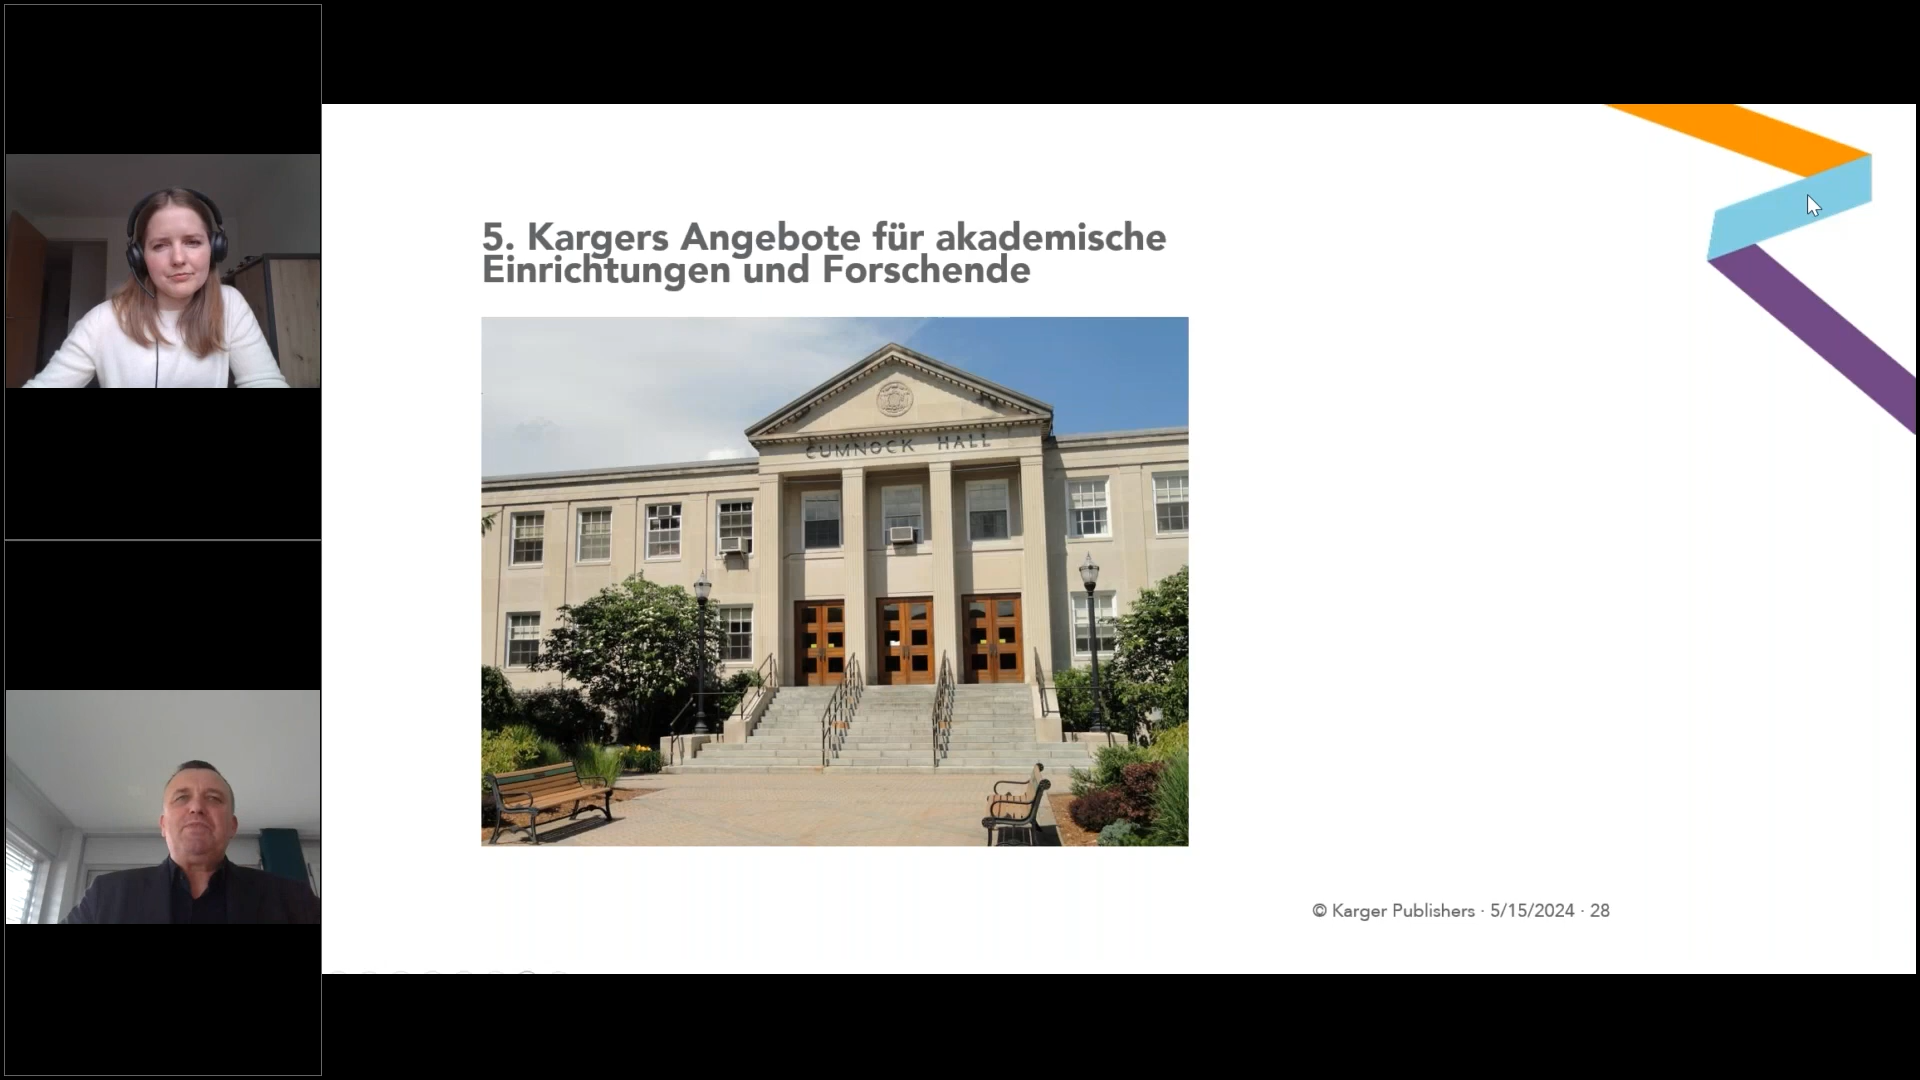 5. Kargers Angebote für akademische
Einrichtungen und Forschende
CUMNOCK HALL
© Karger Publishers · 5/15/2024 · 28